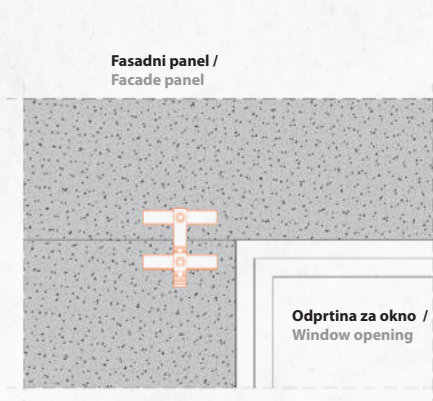 Fasadni panel /
Facade panel
Odprtina za okno /
Window opening